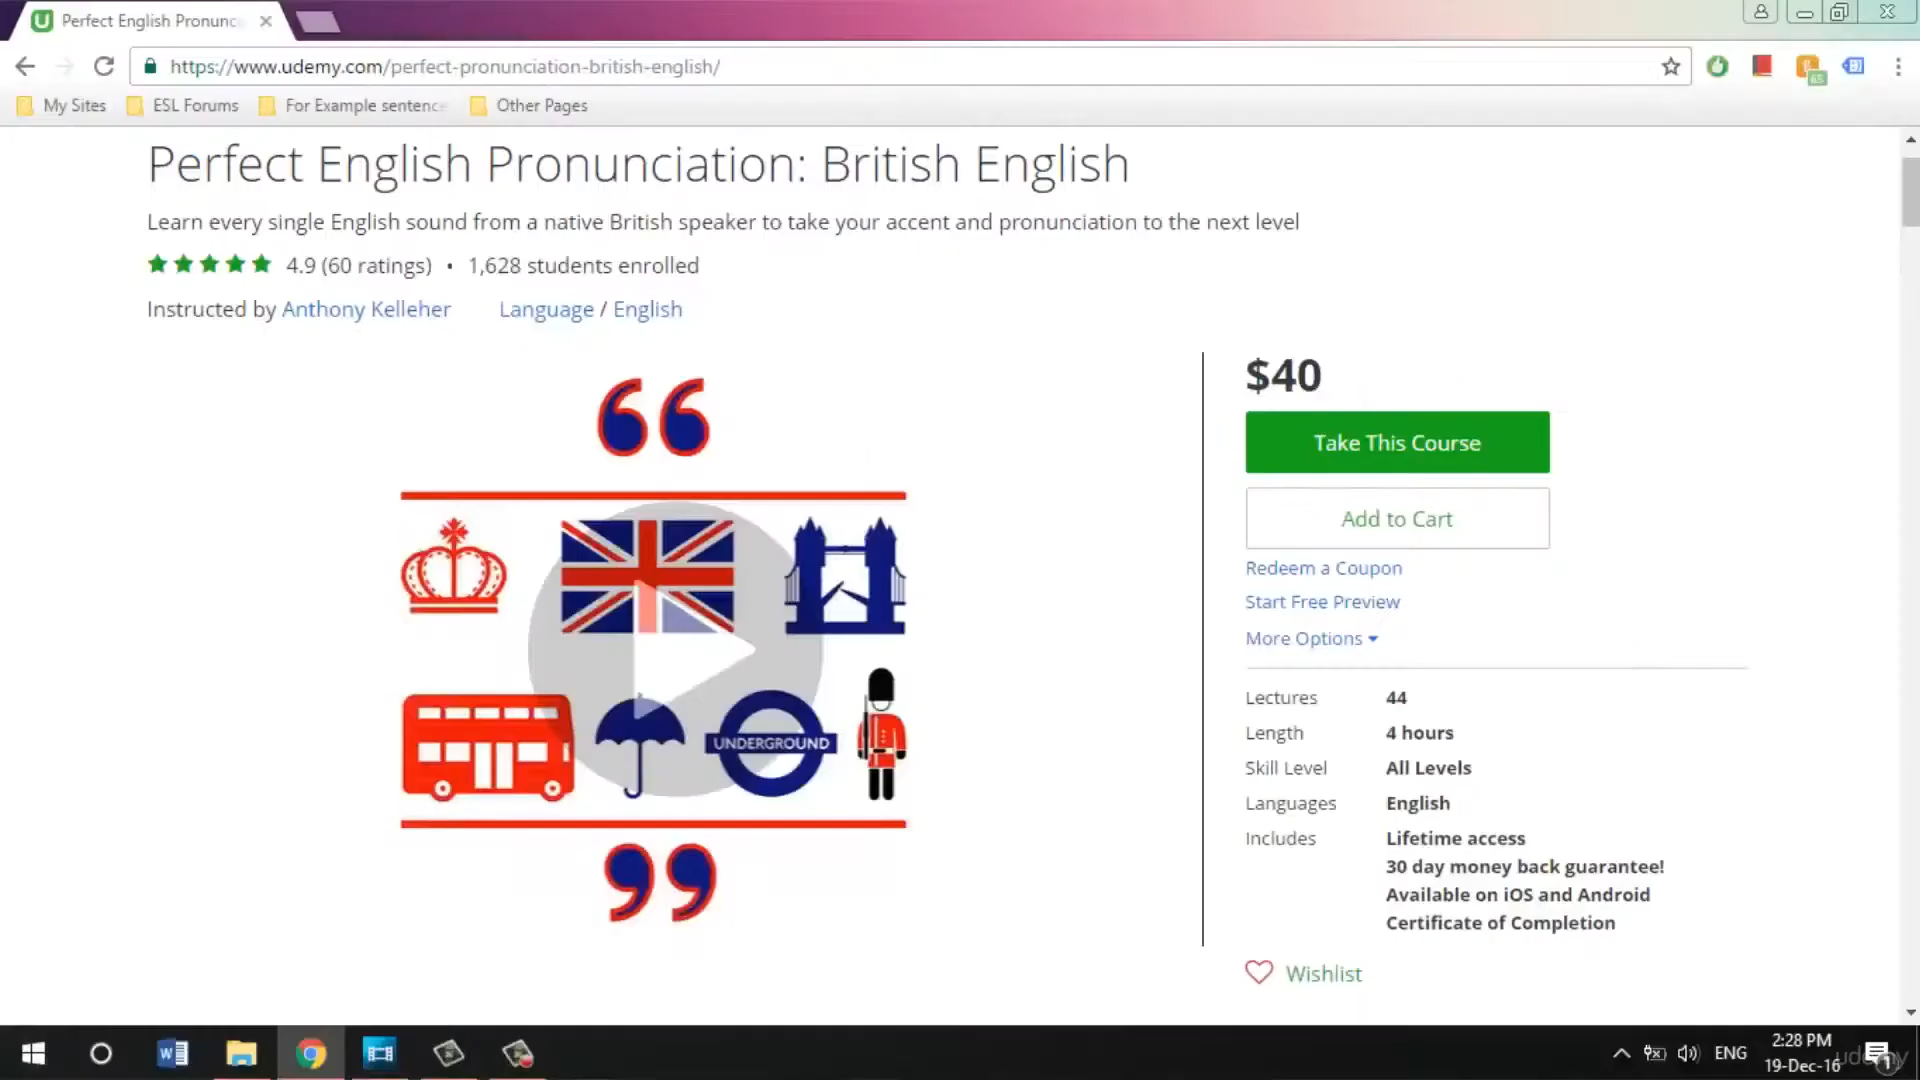 Perfect English Pronunc
https://www.udemy.com/perfect-pronunciation-british-english/
My Sites
ESL Forums
For Example sentence
Other Pages
Perfect English Pronunciation: British English
Learn every single English sound from a native British speaker to take your accent and pronunciation to the next level
4.9 (60 ratings) • 1,628 students enrolled
Instructed by Anthony Kelleher Language / English
$40
Take This Course
Add to Cart
Redeem a Coupon
Start Free Preview
More Options
UNDERGROUND
Lectures 44
Length 4 hours
Skill Level All Levels
Languages English
Includes Lifetime access
30 day money back guarantee!
Available on iOS and Android
Certificate of Completion
Wishlist
ENG
2:28 PM
19-Dec-16
udemy
1